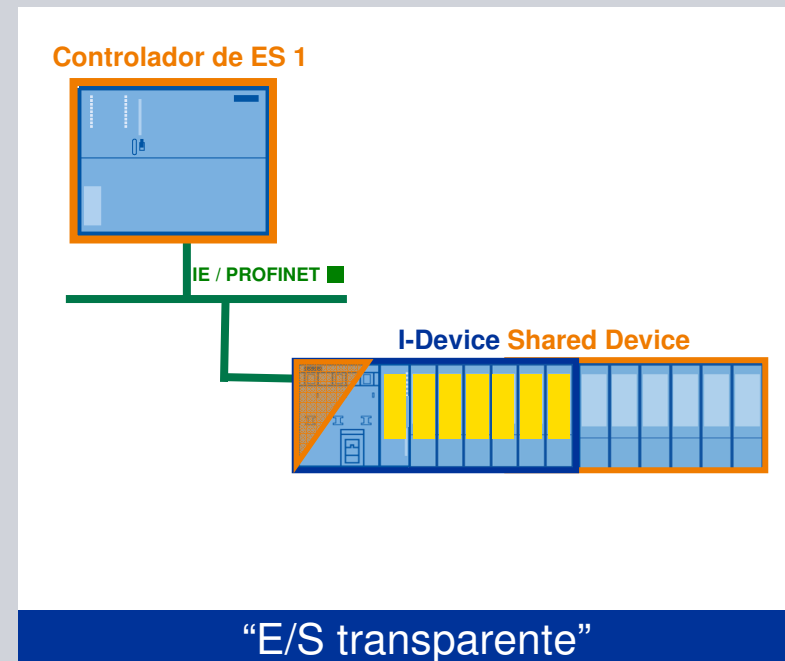 Controlador de ES 1
IE / PROFINET
I-Device Shared Device
“E/S transparente”